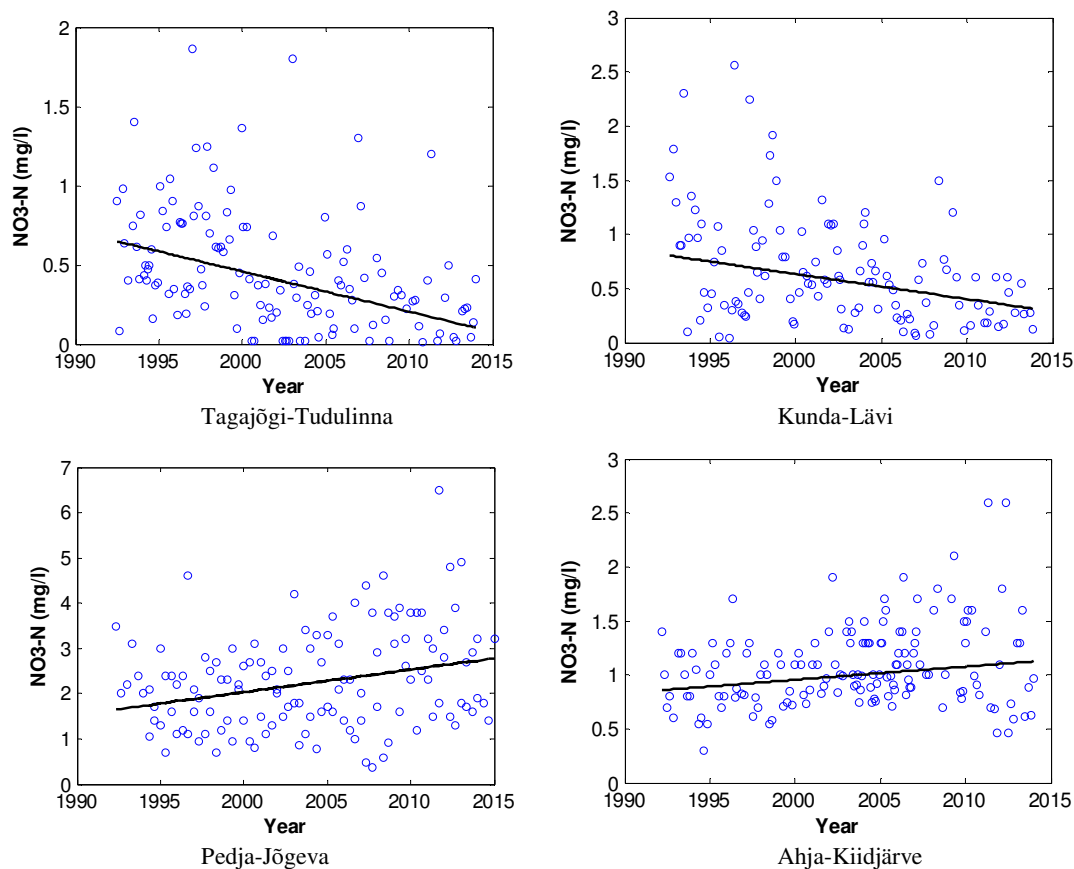 2
1.5
1
0.5
0
NO3-N (mg/l)
1990 1995 2000 2005 2010 2015
Year
Tagajõgi-Tudulinna
3
2.5
2
1.5
1
0.5
0
NO3-N (mg/l)
1990 1995 2000 2005 2010 2015
Year
Kunda-Lävi
7
6
5
4
3
2
1
0
NO3-N (mg/l)
1990 1995 2000 2005 2010 2015
Year
Pedja-Jõgeva
3
2.5
2
1.5
1
0.5
0
NO3-N (mg/l)
1990 1995 2000 2005 2010 2015
Year
Ahja-Kiidjärve